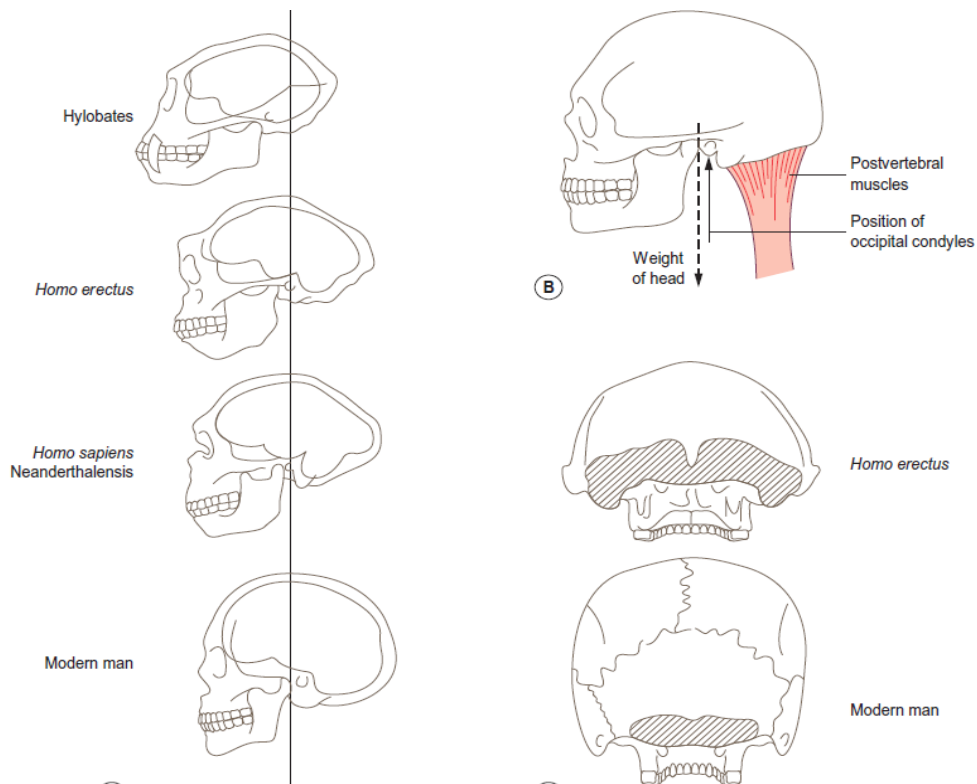 Hylobates
Homo erectus
Homo sapiens
Neanderthalensis
Modern man
Postvertebral
muscles
Position of
occipital condyles
Weight
of head
B
Homo erectus
Modern man